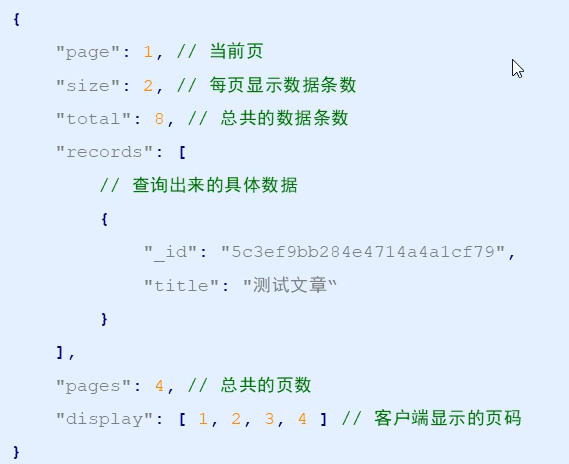 {
"page": 1, // 当前页
"size": 2, // 每页显示数据条数
"total": 8, // 总共的数据条数
"records": [
// 查询出来的具体数据
{
"_id": "5c3ef9bb284e4714a4a1cf79",
"title": "测试文章“
}
],
"pages": 4, // 总共的页数
"display": [ 1, 2, 3, 4 ] // 客户端显示的页码
}